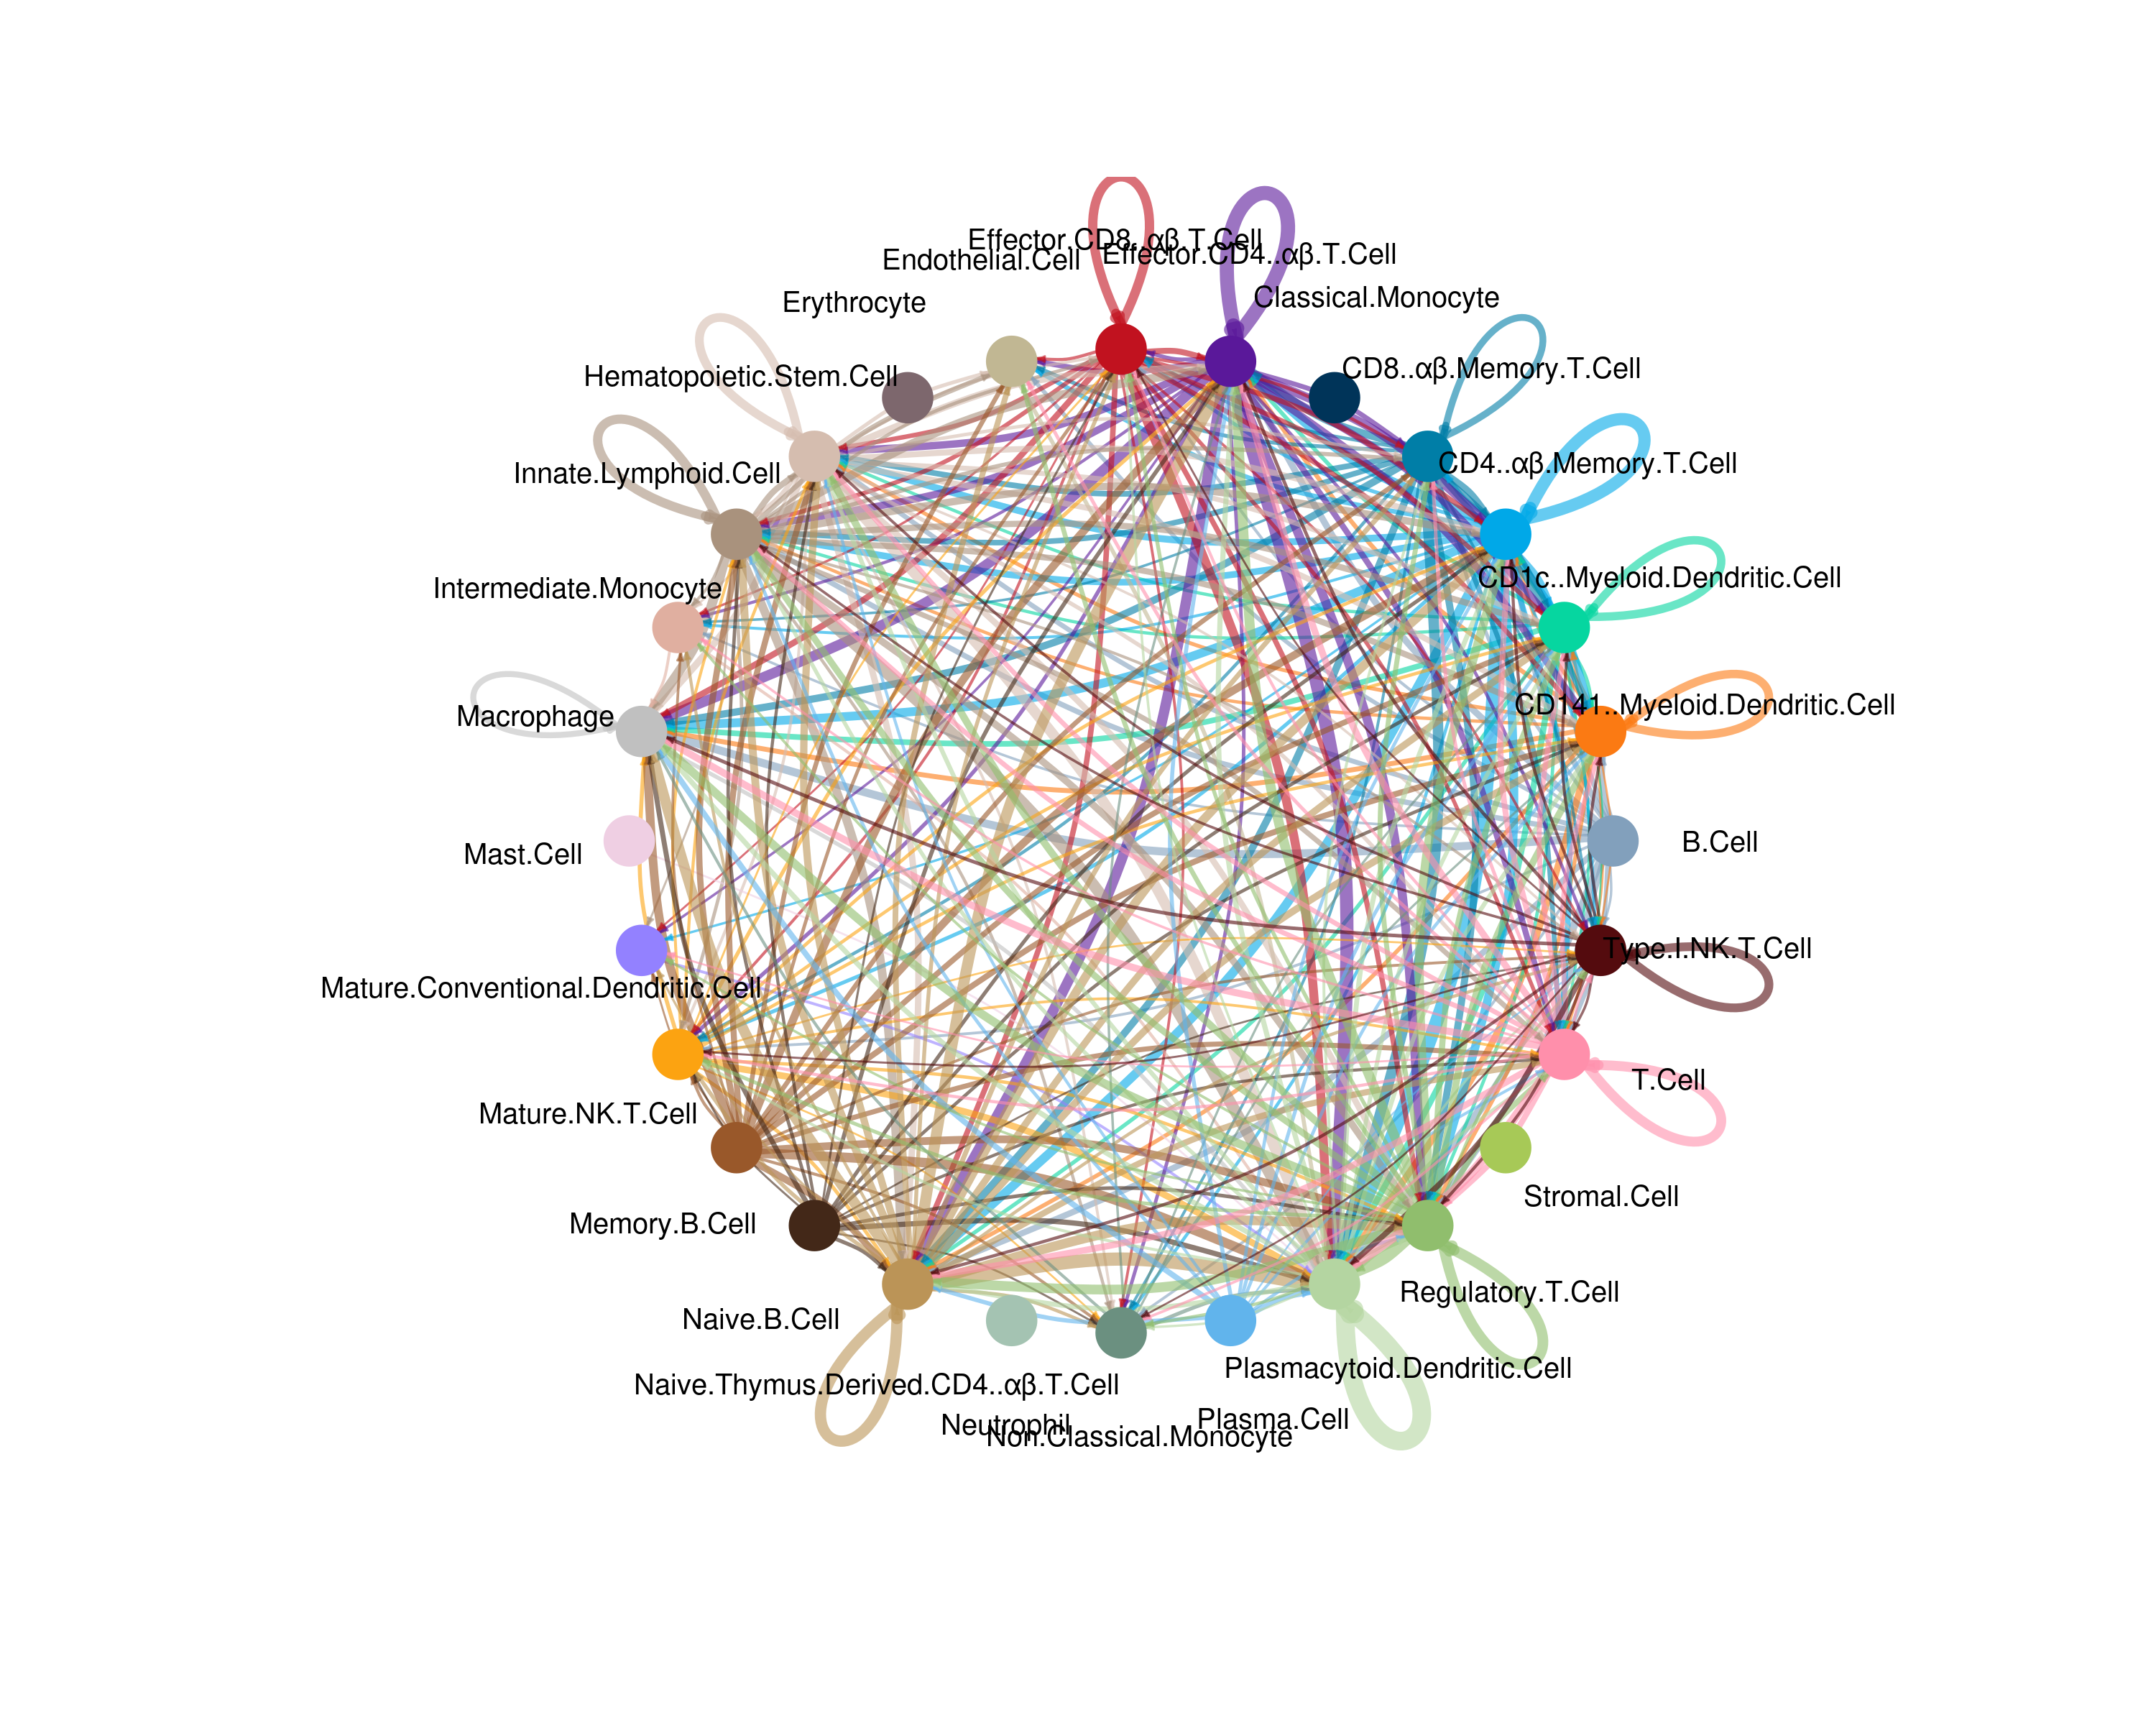 Effector.CD8..αβ.T.Cell
Effector.CD4..αβ.T.Cell
Endothelial.Cell
Classical.Monocyte
Erythrocyte
CD8..αβ.Memory.T.Cell
Hematopoietic.Stem.Cell
CD4..αβ.Memory.T.Cell
Innate.Lymphoid.Cell
CD1c..Myeloid.Dendritic.Cell
Intermediate.Monocyte
CD141..Myeloid.Dendritic.Cell
Macrophage
B.Cell
Mast.Cell
Type.I.NK.T.Cell
Mature.Conventional.Dendritic.Cell
T.Cell
Mature.NK.T.Cell
Stromal.Cell
Memory.B.Cell
Regulatory.T.Cell
Naive.B.Cell
Plasmacytoid.Dendritic.Cell
Naive.Thymus.Derived.CD4..αβ.T.Cell
Plasma.Cell
Neutrophil
Non.Classical.Monocyte